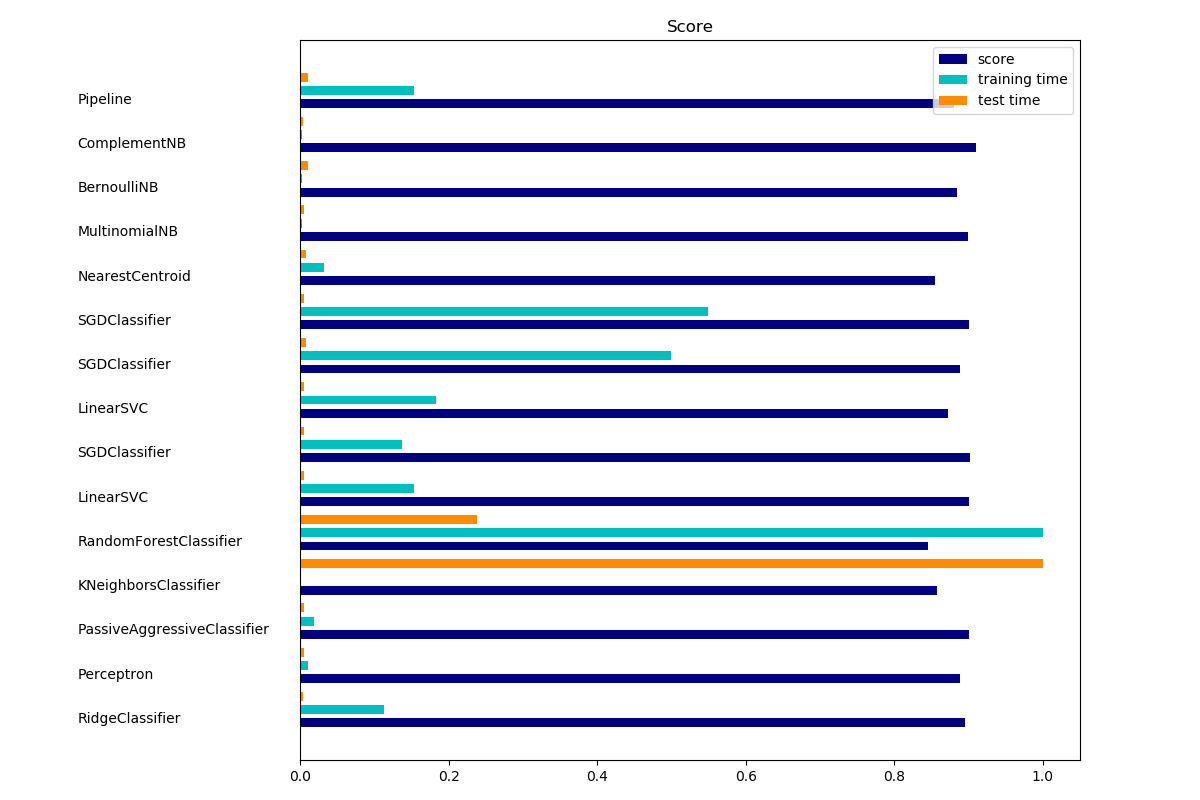 Score
score
training time
test time
Pipeline
ComplementNB
BernoulliNB
MultinomialNB
NearestCentroid
SGDClassifier
SGDClassifier
LinearSVC
SGDClassifier
LinearSVC
RandomForestClassifier
KNeighborsClassifier
PassiveAggressiveClassifier
Perceptron
RidgeClassifier
0.0 0.2 0.4 0.6 0.8 1.0